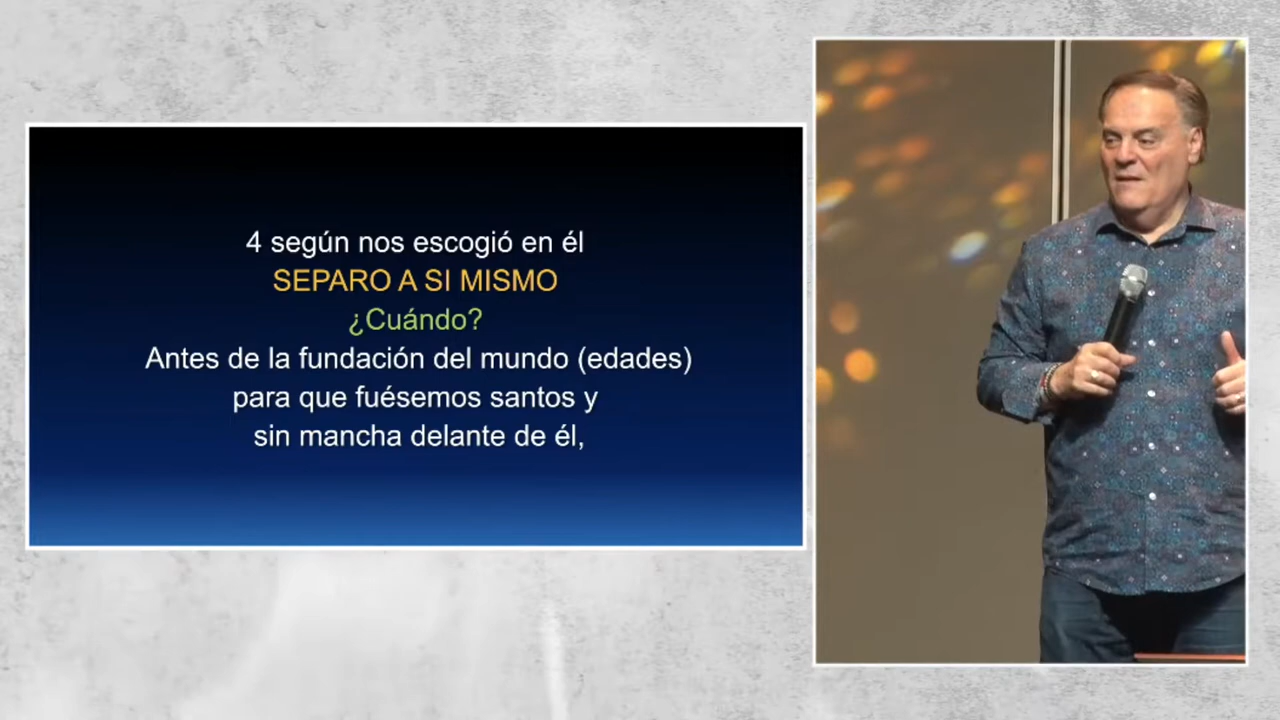 4 según nos escogió en él
SEPARO A SI MISMO
¿Cuándo?
Antes de la fundación del mundo (edades)
para que fuésemos santos y
sin mancha delante de él,